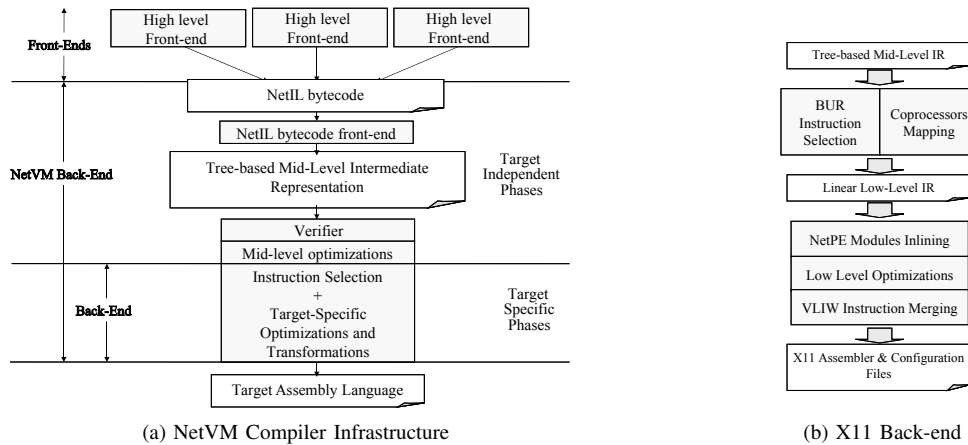 High level
Front-end
High level
Front-end
High level
Front-end
Front-Ends
NetIL bytecode
NetIL bytecode front-end
Tree-based Mid-Level Intermediate
Representation
Target
Independent
Phases
NetVM Back-End
Verifier
Mid-level optimizations
Instruction Selection
+
Target-Specific
Optimizations and
Transformations
Back-End
Target
Specific
Phases
Target Assembly Language
(a) NetVM Compiler Infrastructure
Tree-based Mid-Level IR
BUR
Instruction
Selection
Coprocessors
Mapping
Linear Low-Level IR
NetPE Modules Inlining
Low Level Optimizations
VLIW Instruction Merging
X11 Assembler & Configuration
Files
(b) X11 Back-end